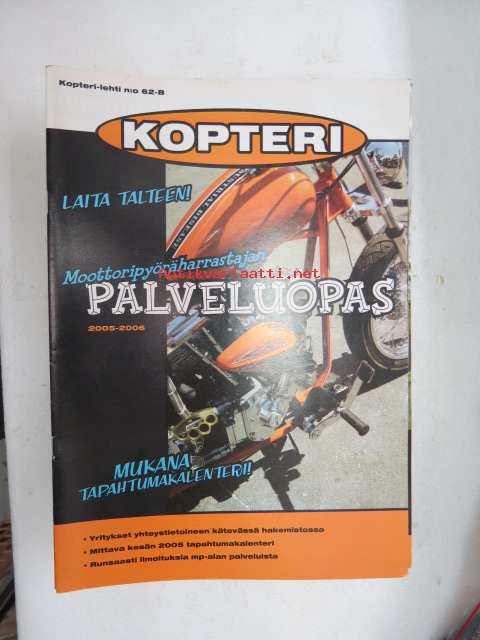 Kopteri-lehti n:o 62-B
KOPTERI
LAITA TALTEEN!
Moottoripyöräharrastajan
Antikvariaatti.net
PALVELUOPAS
2005-2006
MUKANA
TAPAHTUMAKALENTERI!
• Yritykset yhteystietoineen kätevässä hakemistossa
• Mittava kesän 2005 tapahtumakalenteri
• Runsaasti ilmoituksia mp-alan palveluista